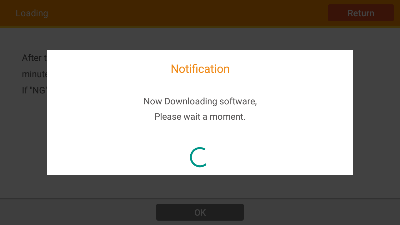 Loading
Return
After t
minute
If "NG"
Notification
Now Downloading software,
Please wait a moment.
OK